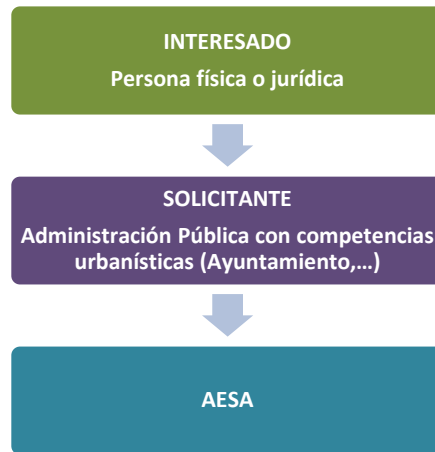 INTERESADO
Persona física o jurídica
SOLICITANTE
Administración Pública con competencias
urbanísticas (Ayuntamiento,...)
AESA